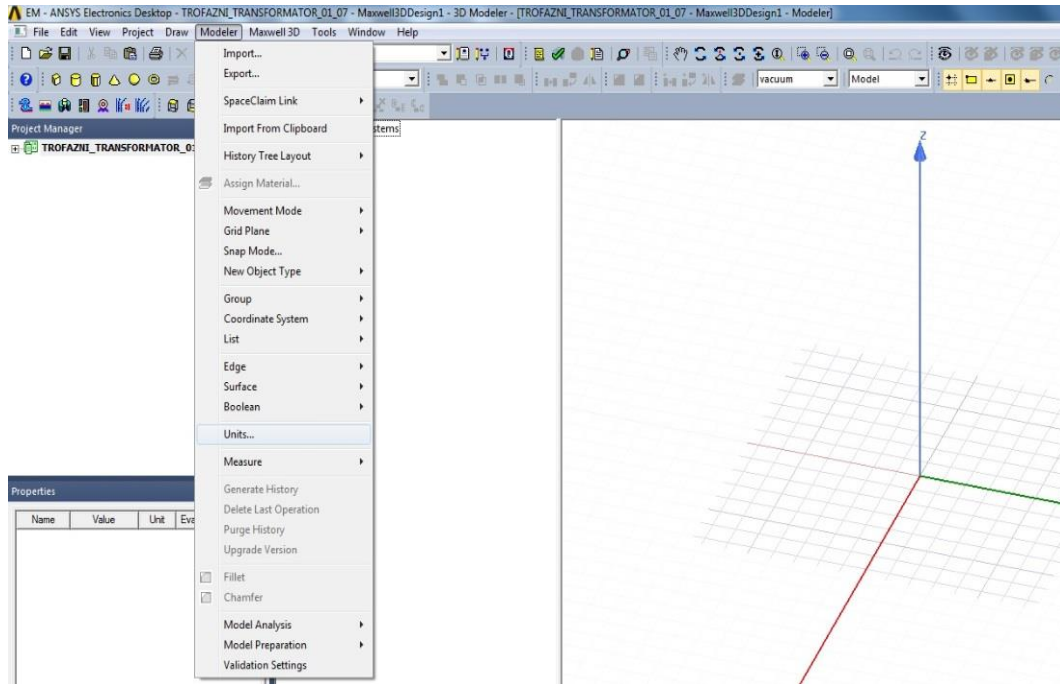 EM - ANSYS Electronics Desktop - TROFAZNI_TRANSFORMATOR_01_07 - Maxwell3DDesign1 - 3D Modeler - [TROFAZNI_TRANSFORMATOR_01_07 - Maxwell3DDesign1 - Modeler]
File Edit View Project Draw Modeler Maxwell 3D Tools Window Help
Import...
Export...
vacuum Model
SpaceClaim Link
Project Manager
Import From Clipboard
stems
TROFAZNI_TRANSFORMATOR_01
History Tree Layout
Z
Assign Material...
Movement Mode
Grid Plane
Snap Mode...
New Object Type
Group
Coordinate System
List
Edge
Surface
Boolean
Units...
Measure
Properties
Generate History
Delete Last Operation
Name Value Unit Eva
Purge History
Upgrade Version
Fillet
Chamfer
Model Analysis
Model Preparation
Validation Settings